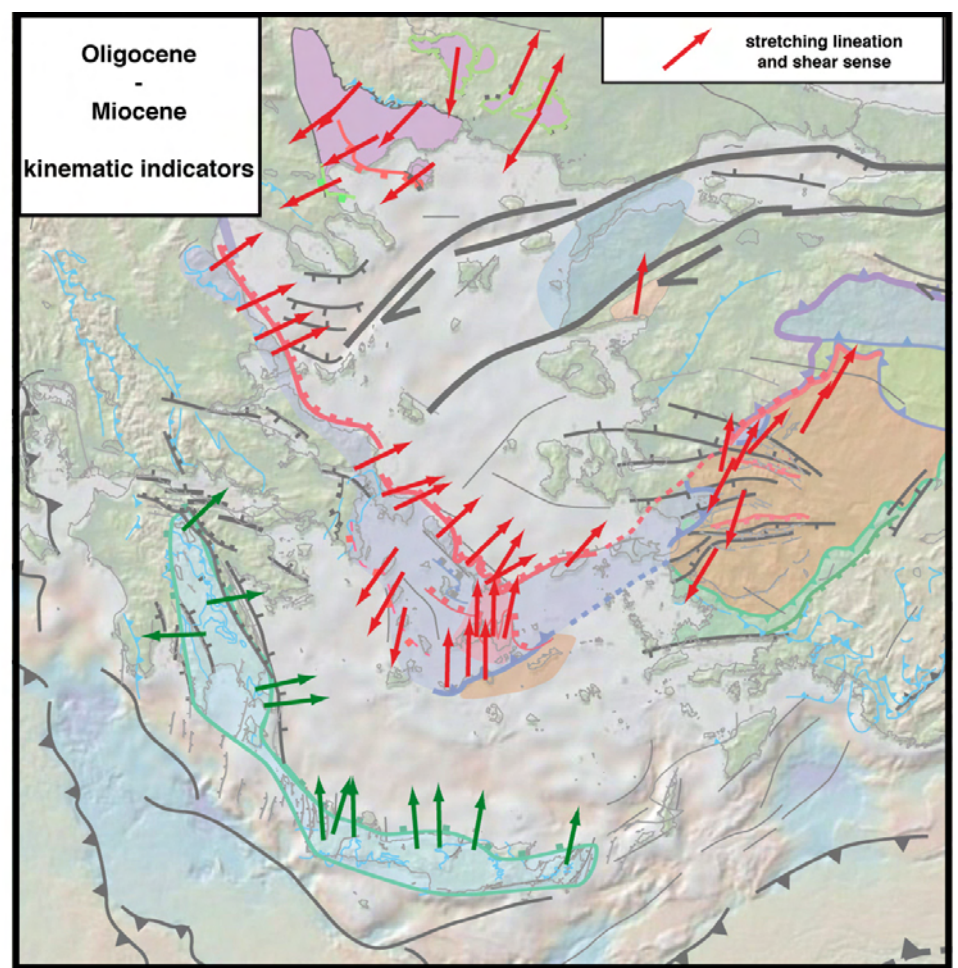 Oligocene
-
Miocene
kinematic indicators
stretching lineation
and shear sense